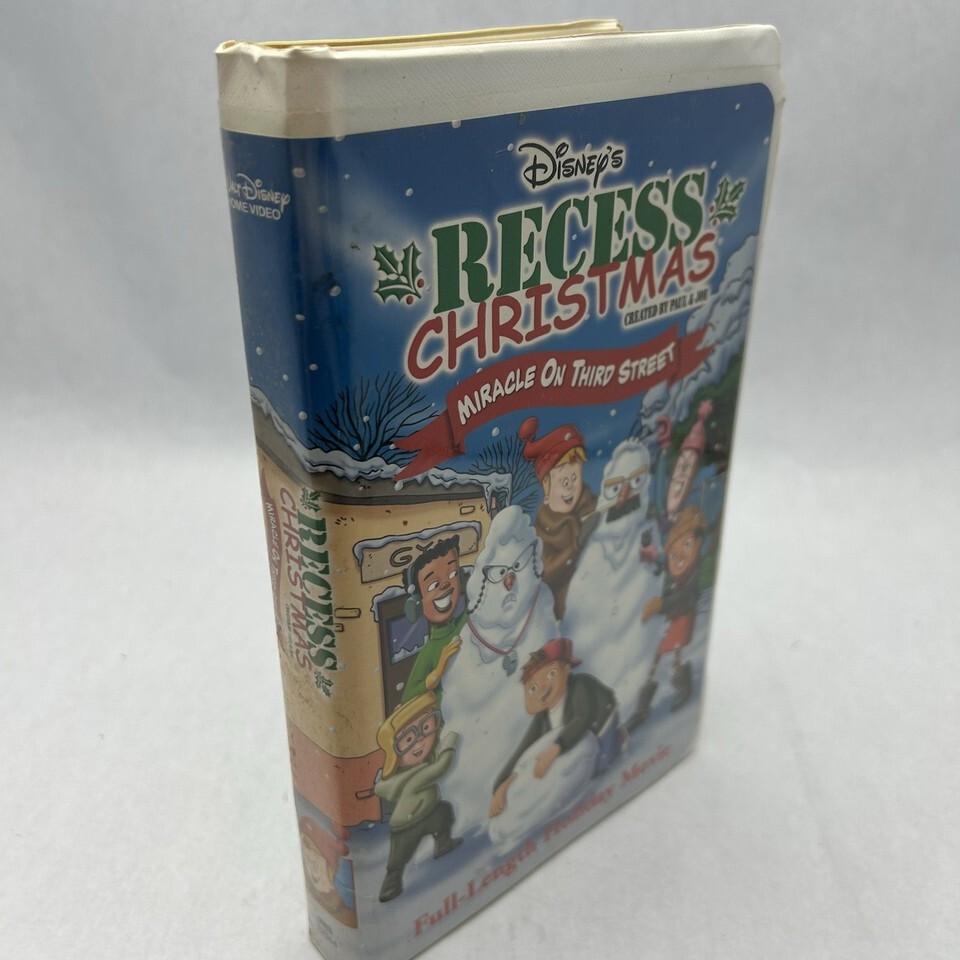 Disney's
RECESS
CHRISTMAS
CREATED BY PAUL & JOE
MIRACLE ON THIRD STREET
GY
Full-Length Holiday Movie
WALT DISNEY
HOME VIDEO
RECESS
CHRISTMAS